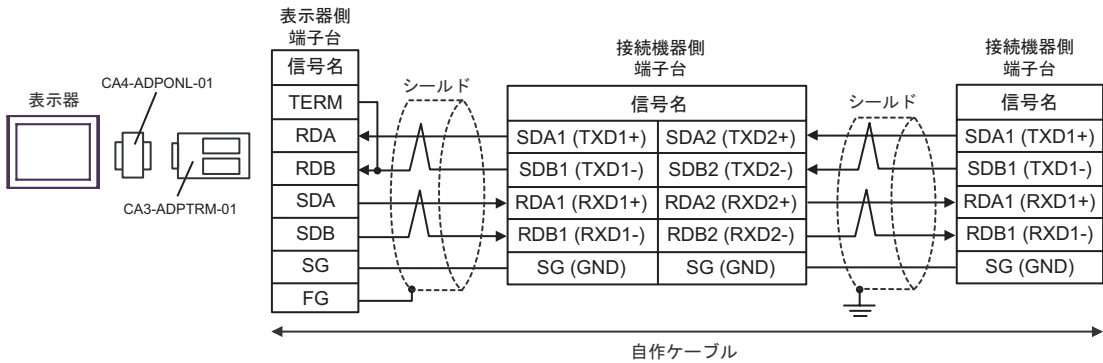 表示器
CA4-ADPONL-01
CA3-ADPTRM-01
表示器側
端子台
信号名
TERM
RDA
RDB
SDA
SDB
SG
FG
シールド
接続機器側
端子台
信号名
SDA1 (TXD1+) SDA2 (TXD2+)
SDB1 (TXD1-) SDB2 (TXD2-)
RDA1 (RXD1+) RDA2 (RXD2+)
RDB1 (RXD1-) RDB2 (RXD2-)
SG (GND) SG (GND)
シールド
接続機器側
端子台
信号名
SDA1 (TXD1+)
SDB1 (TXD1-)
RDA1 (RXD1+)
RDB1 (RXD1-)
SG (GND)
自作ケーブル